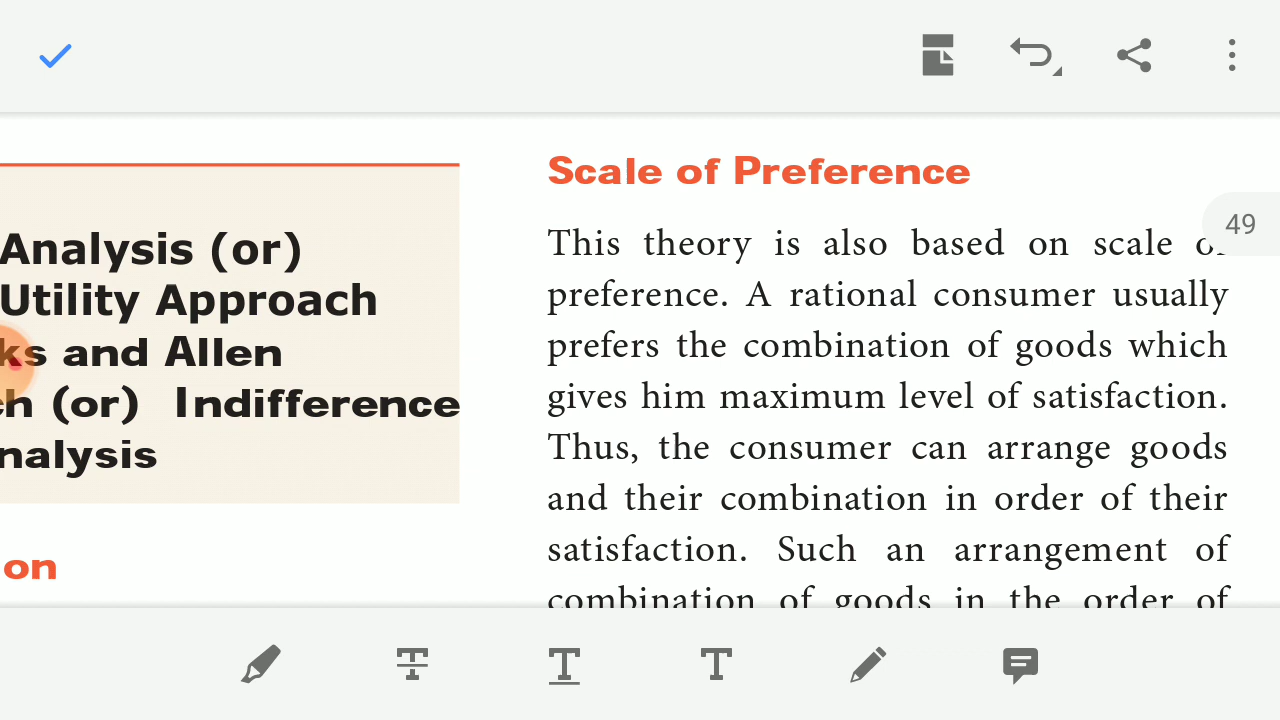 Analysis (or)
Utility Approach
ks and Allen
ch (or) Indifference
nalysis
on
Scale of Preference
49
This theory is also based on scale of
preference. A rational consumer usually
prefers the combination of goods which
gives him maximum level of satisfaction.
Thus, the consumer can arrange goods
and their combination in order of their
satisfaction. Such an arrangement of
combination of goods in the order of